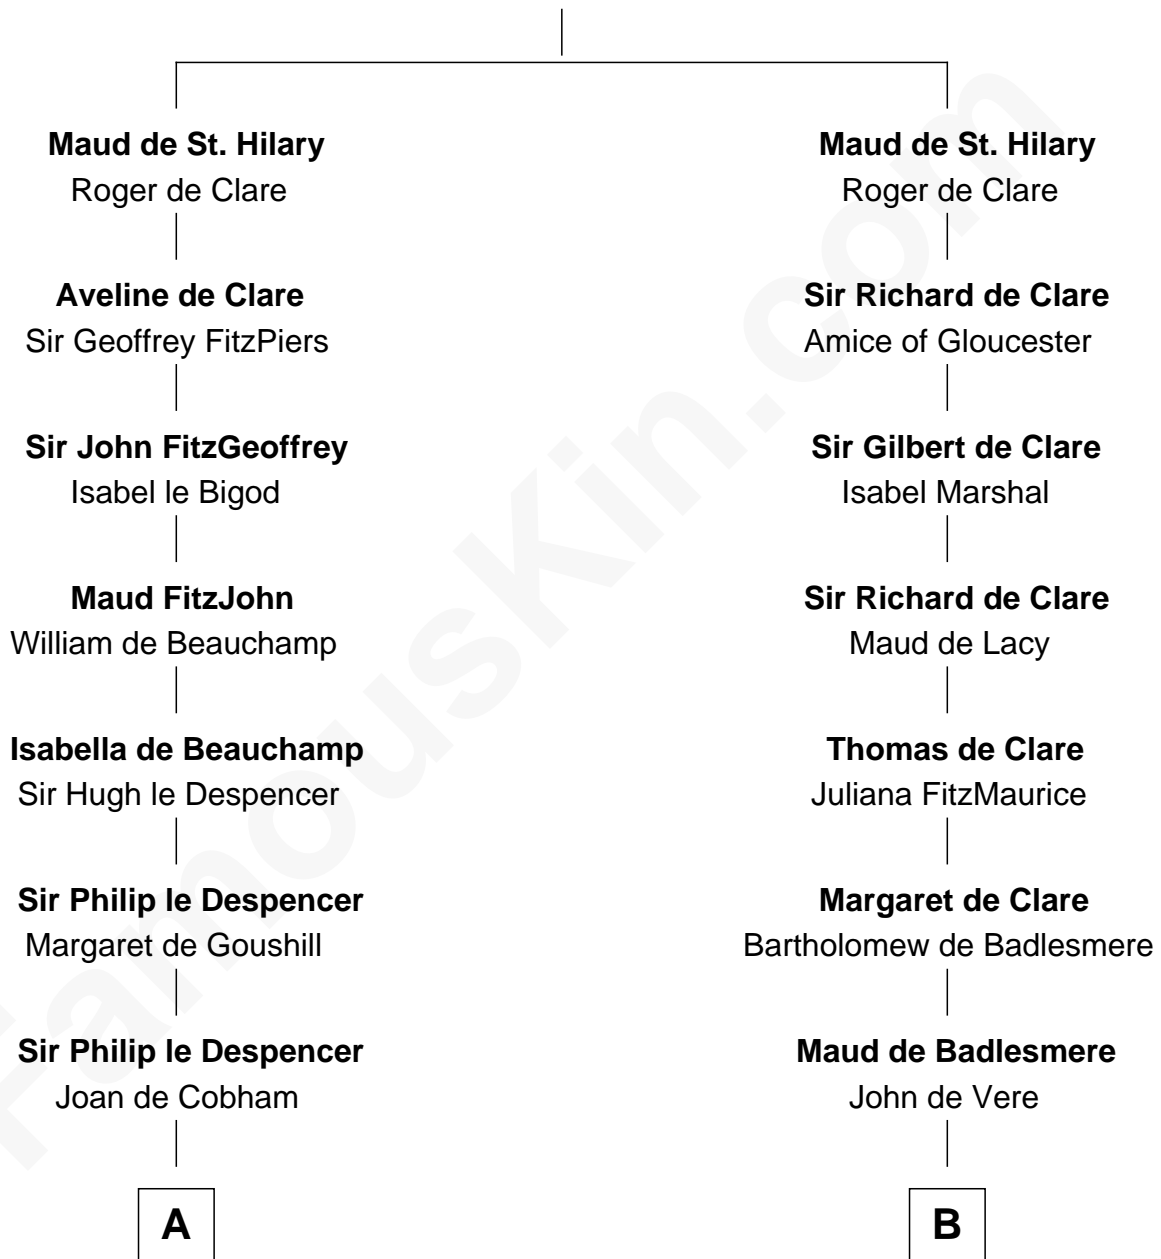 Maud de St. Hilary
Roger de Clare
Aveline de Clare
Sir Geoffrey FitzPiers
Sir John FitzGeoffrey
Isabel le Bigod
Maud FitzJohn
William de Beauchamp
Isabella de Beauchamp
Sir Hugh le Despencer
Sir Philip le Despencer
Margaret de Goushill
Sir Philip le Despencer
Joan de Cobham
A
Maud de St. Hilary
Roger de Clare
Sir Richard de Clare
Amice of Gloucester
Sir Gilbert de Clare
Isabel Marshal
Sir Richard de Clare
Maud de Lacy
Thomas de Clare
Juliana FitzMaurice
Margaret de Clare
Bartholomew de Badlesmere
Maud de Badlesmere
John de Vere
B
FamousKin.com